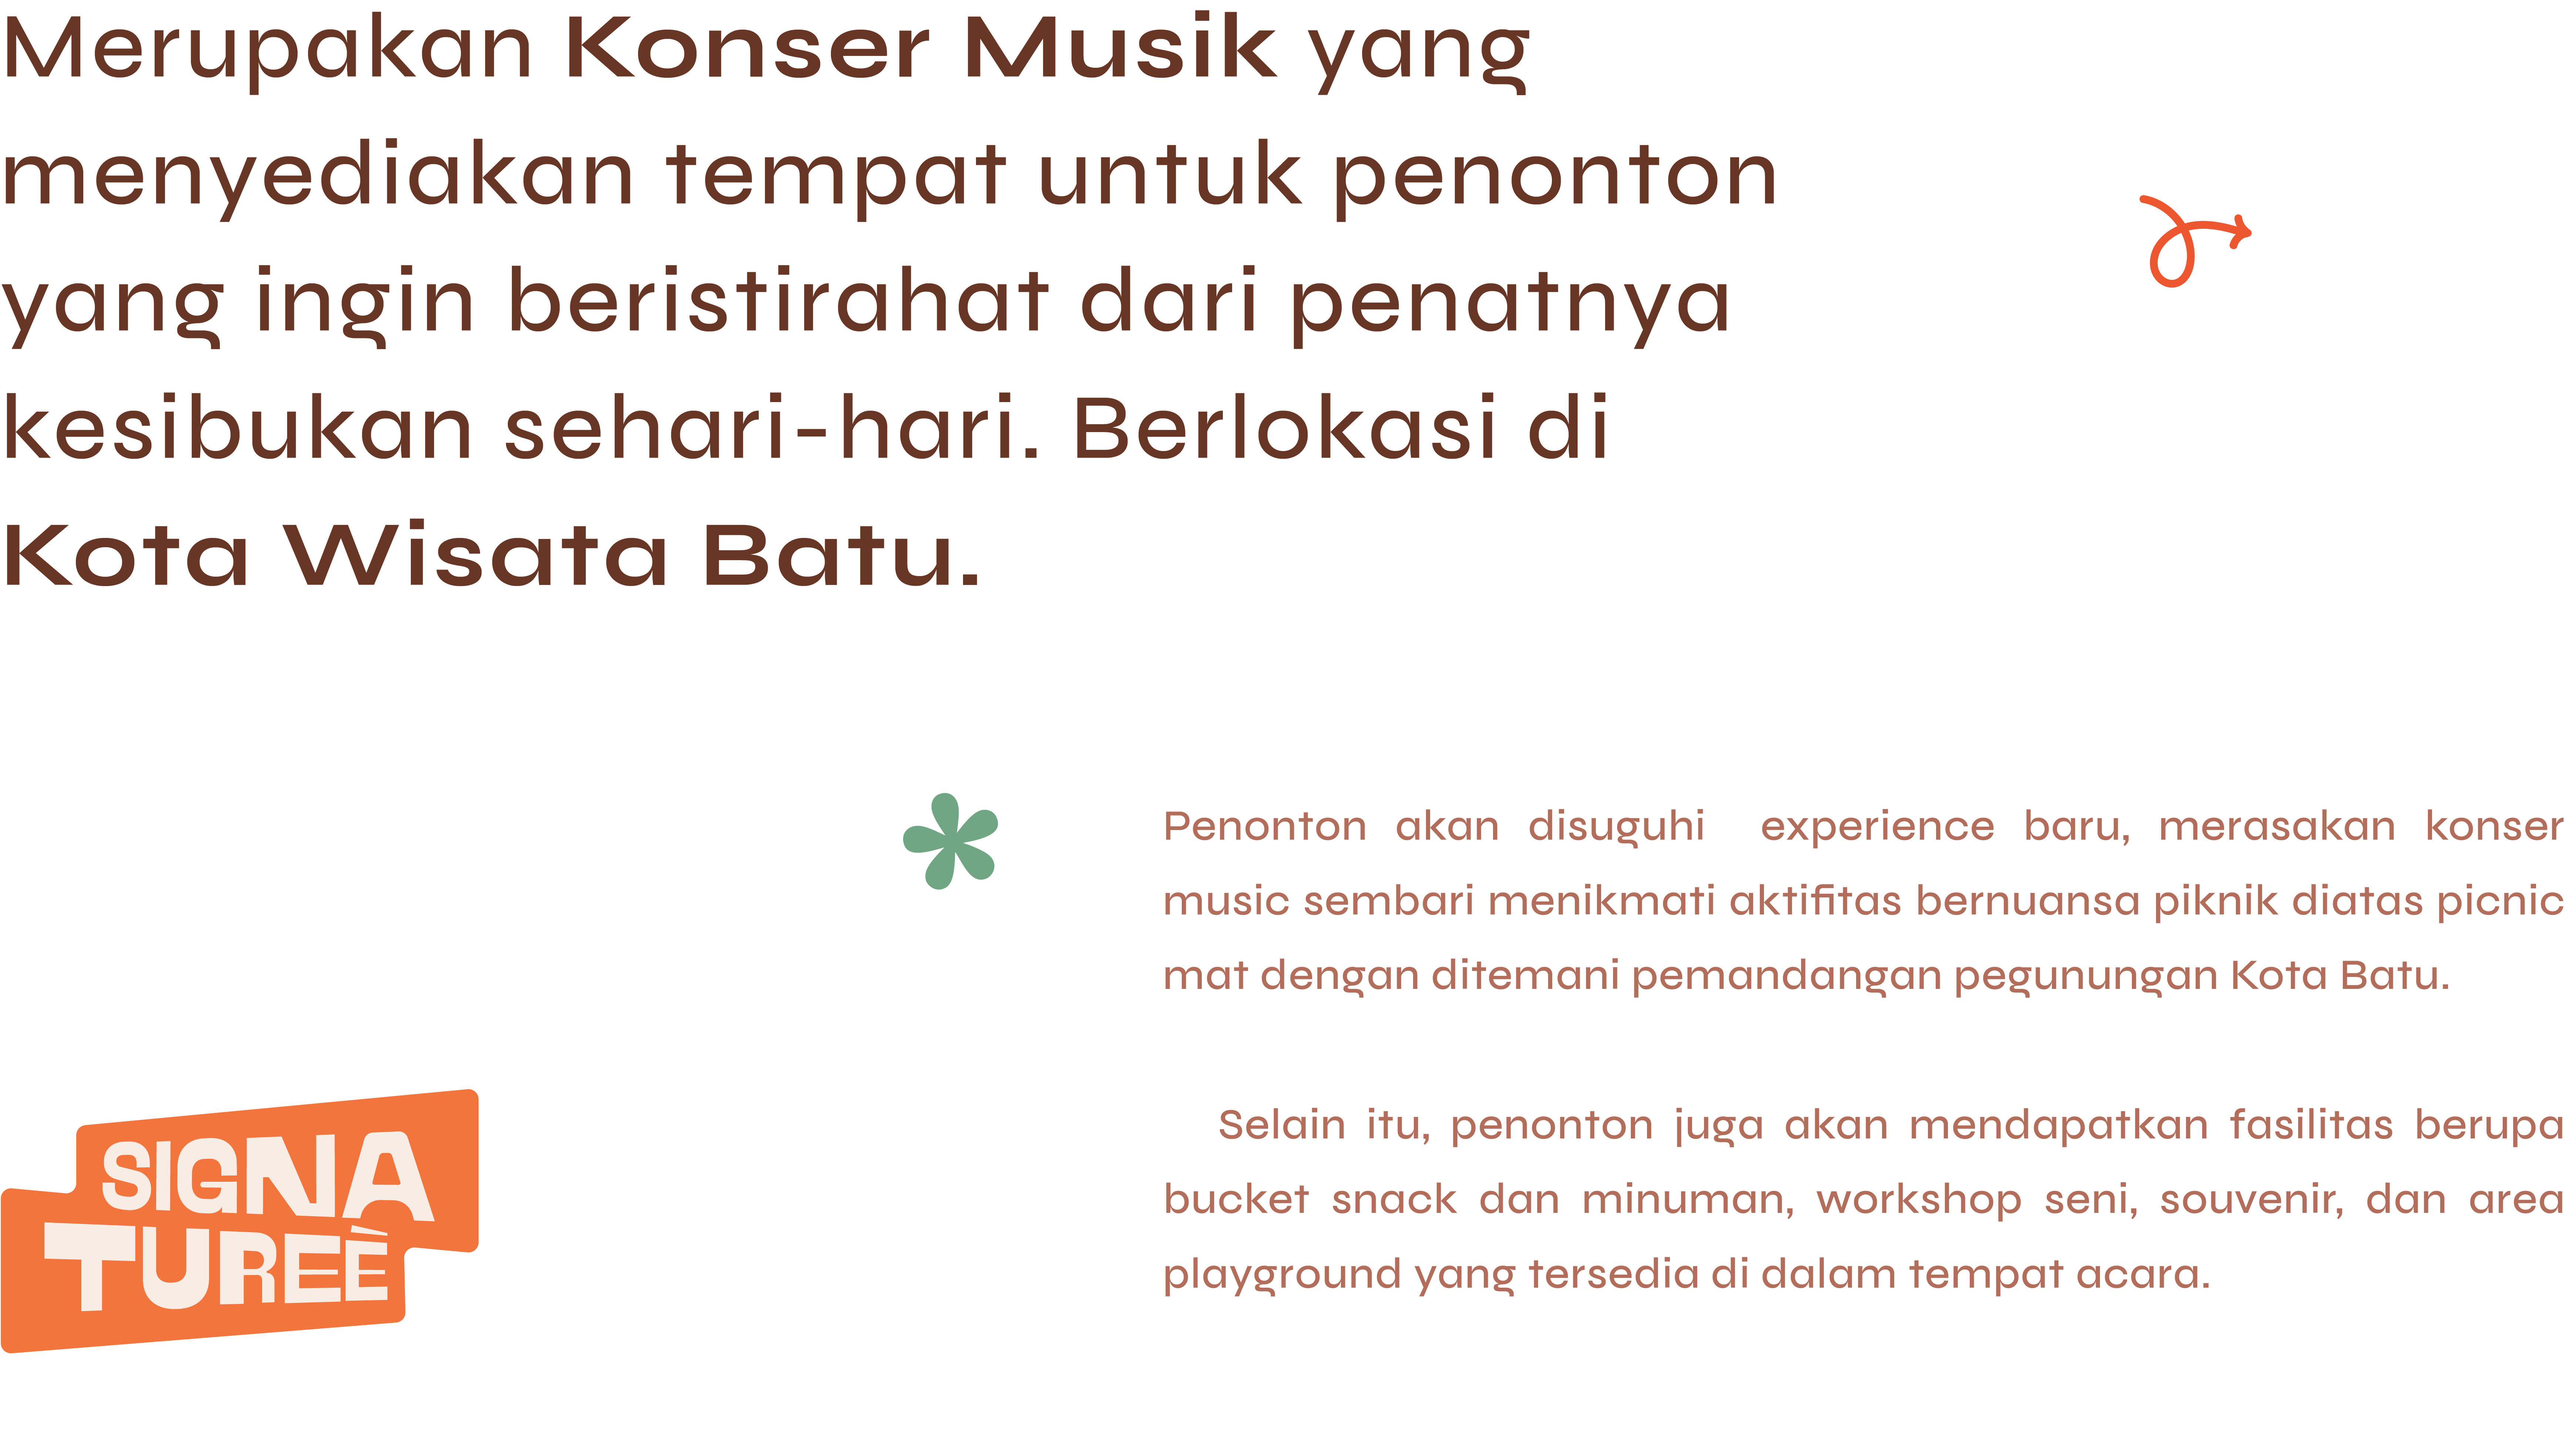 Merupakan Konser Musik yang
menyediakan tempat untuk penonton
yang ingin beristirahat dari penatnya
kesibukan sehari-hari. Berlokasi di
Kota Wisata Batu.
Penonton akan disuguhi experience baru, merasakan konser
music sembari menikmati aktifitas bernuansa piknik diatas picnic
mat dengan ditemani pemandangan pegunungan Kota Batu.
Selain itu, penonton juga akan mendapatkan fasilitas berupa
bucket snack dan minuman, workshop seni, souvenir, dan area
playground yang tersedia di dalam tempat acara.
SIGNA
TUREÉ